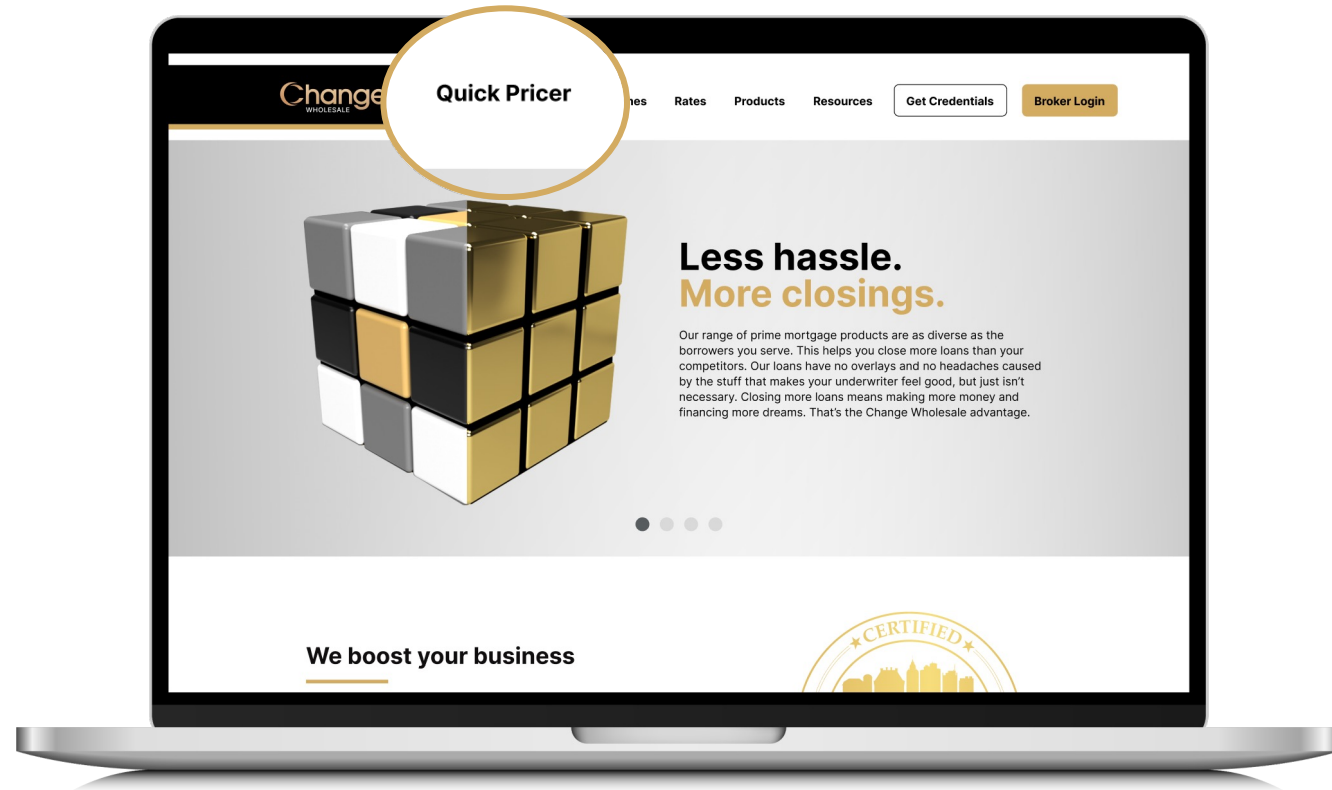 Change
WHOLESALE
Quick Pricer
Rates
Products
Resources
Get Credentials
Broker Login
Less hassle.
More closings.
Our range of prime mortgage products are as diverse as the
borrowers you serve. This helps you close more loans than your
competitors. Our loans have no overlays and no headaches caused
by the stuff that makes your underwriter feel good, but just isn’t
necessary. Closing more loans means making more money and
financing more dreams. That’s the Change Wholesale advantage.
We boost your business
CERTIFIED